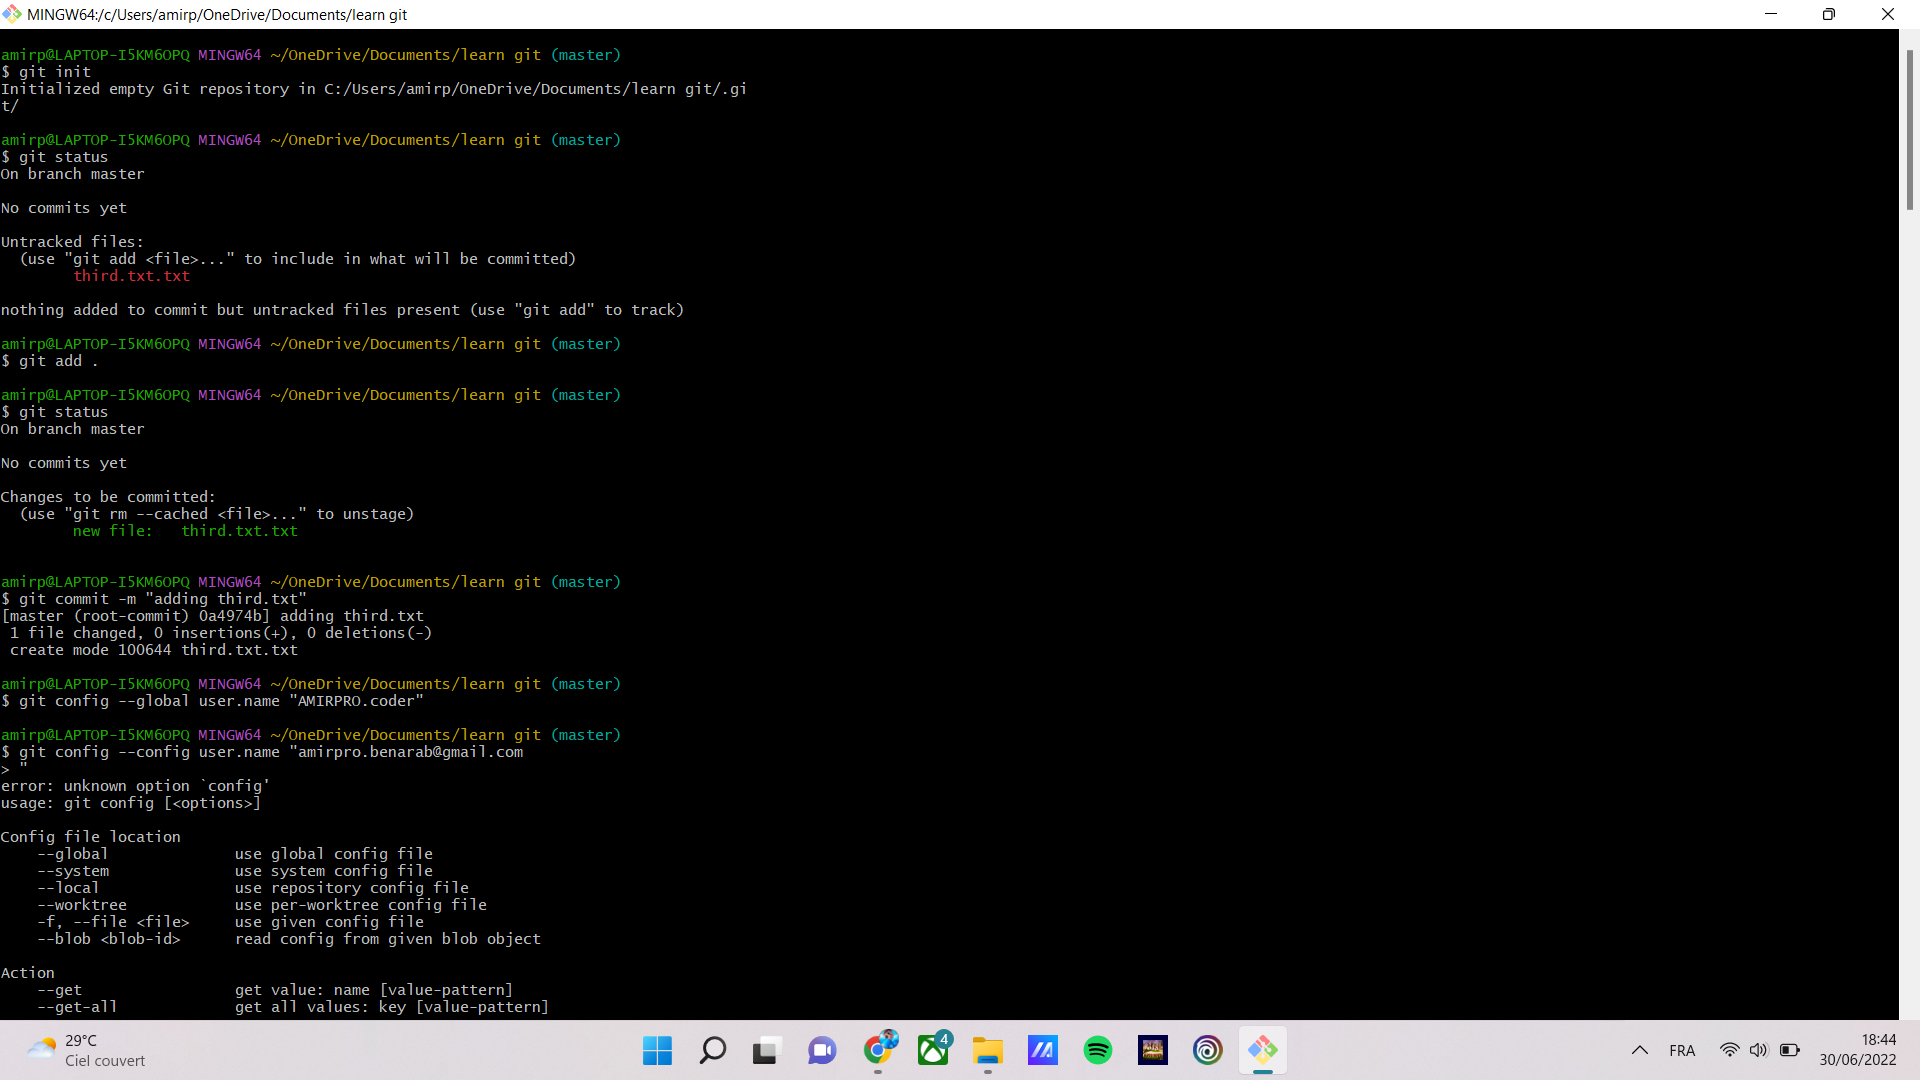 MINGW64:/c/Users/amirp/OneDrive/Documents/learn git
amirp@LAPTOP-I5KM6OPQ MINGW64 ~/OneDrive/Documents/learn git (master)
$ git init
Initialized empty Git repository in C:/Users/amirp/OneDrive/Documents/learn git/.gi
t/
amirp@LAPTOP-I5KM6OPQ MINGW64 ~/OneDrive/Documents/learn git (master)
$ git status
On branch master
No commits yet
Untracked files:
  (use "git add <file>..." to include in what will be committed)
        third.txt.txt
nothing added to commit but untracked files present (use "git add" to track)
amirp@LAPTOP-I5KM6OPQ MINGW64 ~/OneDrive/Documents/learn git (master)
$ git add .
amirp@LAPTOP-I5KM6OPQ MINGW64 ~/OneDrive/Documents/learn git (master)
$ git status
On branch master
No commits yet
Changes to be committed:
  (use "git rm --cached <file>..." to unstage)
        new file:   third.txt.txt
amirp@LAPTOP-I5KM6OPQ MINGW64 ~/OneDrive/Documents/learn git (master)
$ git commit -m "adding third.txt"
[master (root-commit) 0a4974b] adding third.txt
 1 file changed, 0 insertions(+), 0 deletions(-)
 create mode 100644 third.txt.txt
amirp@LAPTOP-I5KM6OPQ MINGW64 ~/OneDrive/Documents/learn git (master)
$ git config --global user.name "AMIRPRO.coder"
amirp@LAPTOP-I5KM6OPQ MINGW64 ~/OneDrive/Documents/learn git (master)
$ git config --config user.name "amirpro.benarab@gmail.com
> "
error: unknown option `config'
usage: git config [<options>]
Config file location
    --global              use global config file
    --system              use system config file
    --local               use repository config file
    --worktree            use per-worktree config file
    -f, --file <file>     use given config file
    --blob <blob-id>      read config from given blob object
Action
    --get                 get value: name [value-pattern]
    --get-all             get all values: key [value-pattern]
29°C
Ciel couvert
4
FRA
18:44
30/06/2022